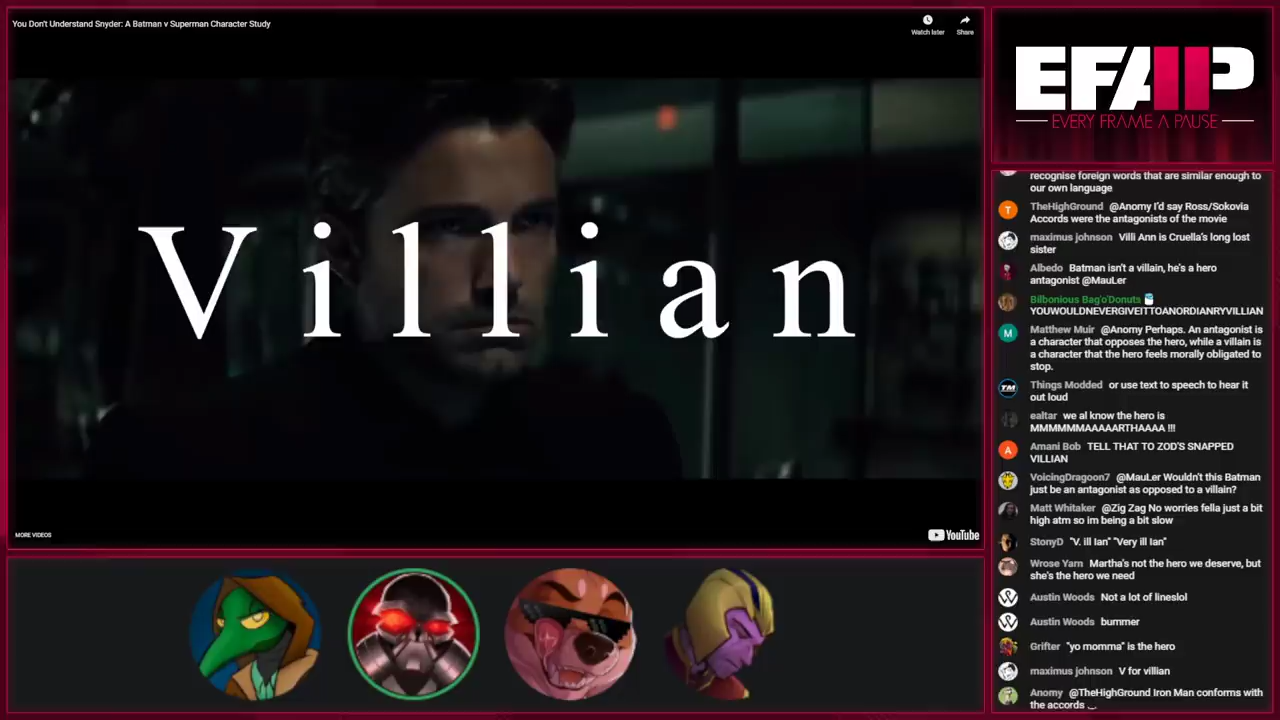 You Don't Understand Snyder: A Batman v Superman Character Study
Watch later
Share
Villian
MORE VIDEOS
YouTube
EFAP
EVERY FRAME A PAUSE
recognise foreign words that are similar enough to
our own language
TheHighGround @Anomy I'd say Ross/Sokovia
Accords were the antagonists of the movie
maximus johnson Villi Ann is Cruella's long lost
sister
Albedo Batman isn't a villain, he's a hero
antagonist @MauLer
Bilbonious Bag'o'Donuts
YOUWOULDNEVERGIVEITTOANORDIANRYVILLIAN
Matthew Muir @Anomy Perhaps. An antagonist is
a character that opposes the hero, while a villain is
a character that the hero feels morally obligated to
stop.
Things Modded or use text to speech to hear it
out loud
ealtar we al know the hero is
MMMMMMAAAAARTHAAAA !!!
Amani Bob TELL THAT TO ZOD'S SNAPPED
VILLIAN
VoicingDragoon7 @MauLer Wouldn't this Batman
just be an antagonist as opposed to a villain?
Matt Whitaker @Zig Zag No worries fella just a bit
high atm so im being a bit slow
StonyD "V. ill Ian" "Very ill Ian"
Wrose Yarn Martha's not the hero we deserve, but
she's the hero we need
Austin Woods Not a lot of lineslol
Austin Woods bummer
Grifter "yo momma" is the hero
maximus johnson V for villian
Anomy @TheHighGround Iron Man conforms with
the accords ._.